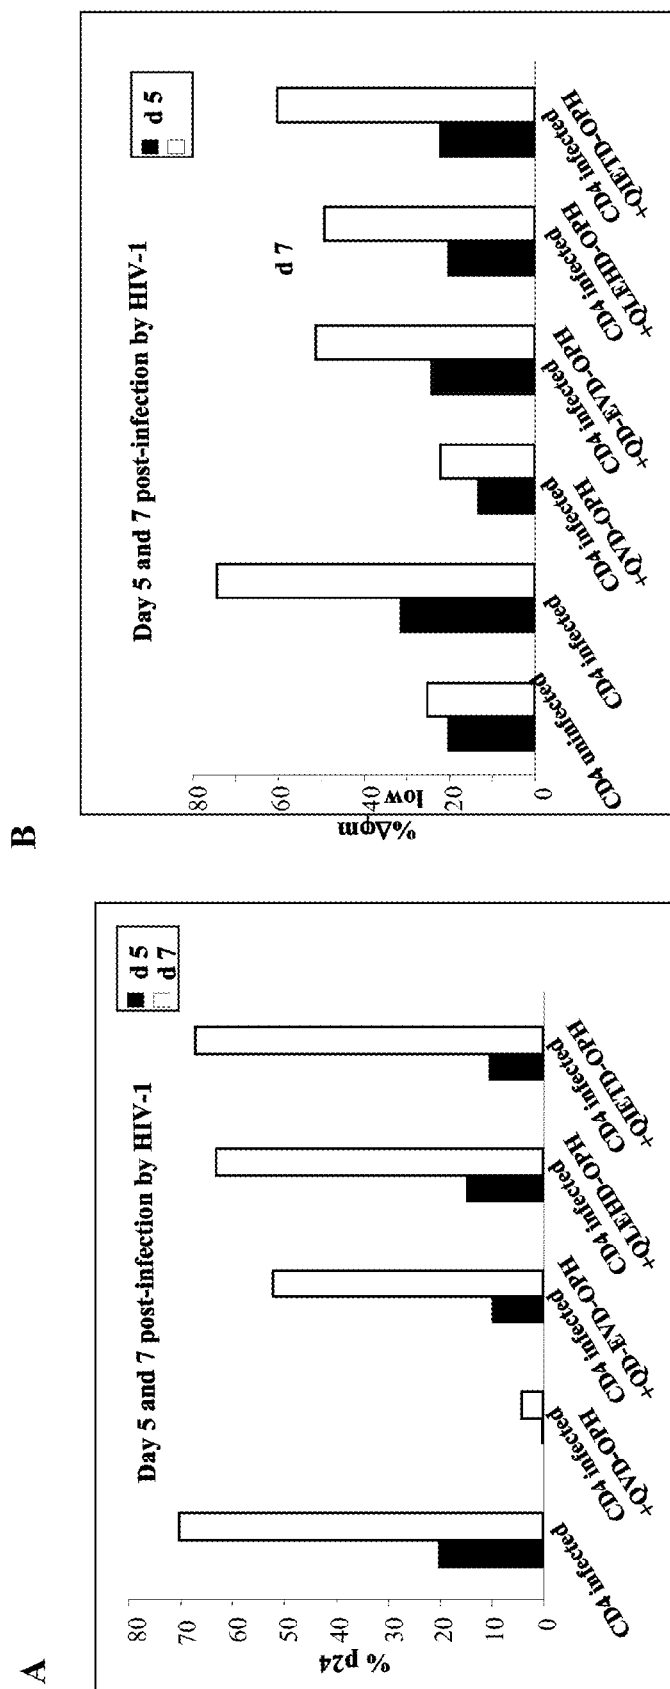 A
Day 5 and 7 post-infection by HIV-1
d 5
d 7
% p24
80
70
60
50
40
30
20
10
0
CD4 infected
CD4 infected
+QVD-OPH
CD4 infected
+QD-EVD-OPH
CD4 infected
+QLEHD-OPH
CD4 infected
+QIETD-OPH
B
Day 5 and 7 post-infection by HIV-1
d 5
d 7
%Δφm
low
80
60
40
20
0
CD4 uninfected
CD4 infected
CD4 infected
+QVD-OPH
CD4 infected
+QD-EVD-OPH
CD4 infected
+QLEHD-OPH
CD4 infected
+QIETD-OPH